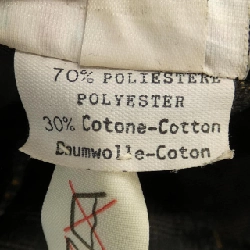 70% POLIESTERE
POLYESTER
30% Cotone-Cotton
Baumwolle-Coton